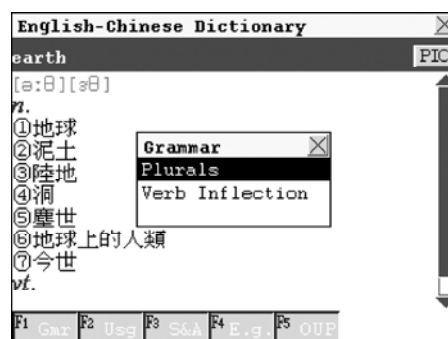 English-Chinese Dictionary
earth PIC
[ə:θ][ɜθ]
n.
①地球
②泥土
③陸地
④洞
⑤塵世
⑥地球上的人類
⑦今世
vt.
Grammar
Plurals
Verb Inflection
F1 Gmr F2 Usg F3 S&A F4 E.g. F5 OUP